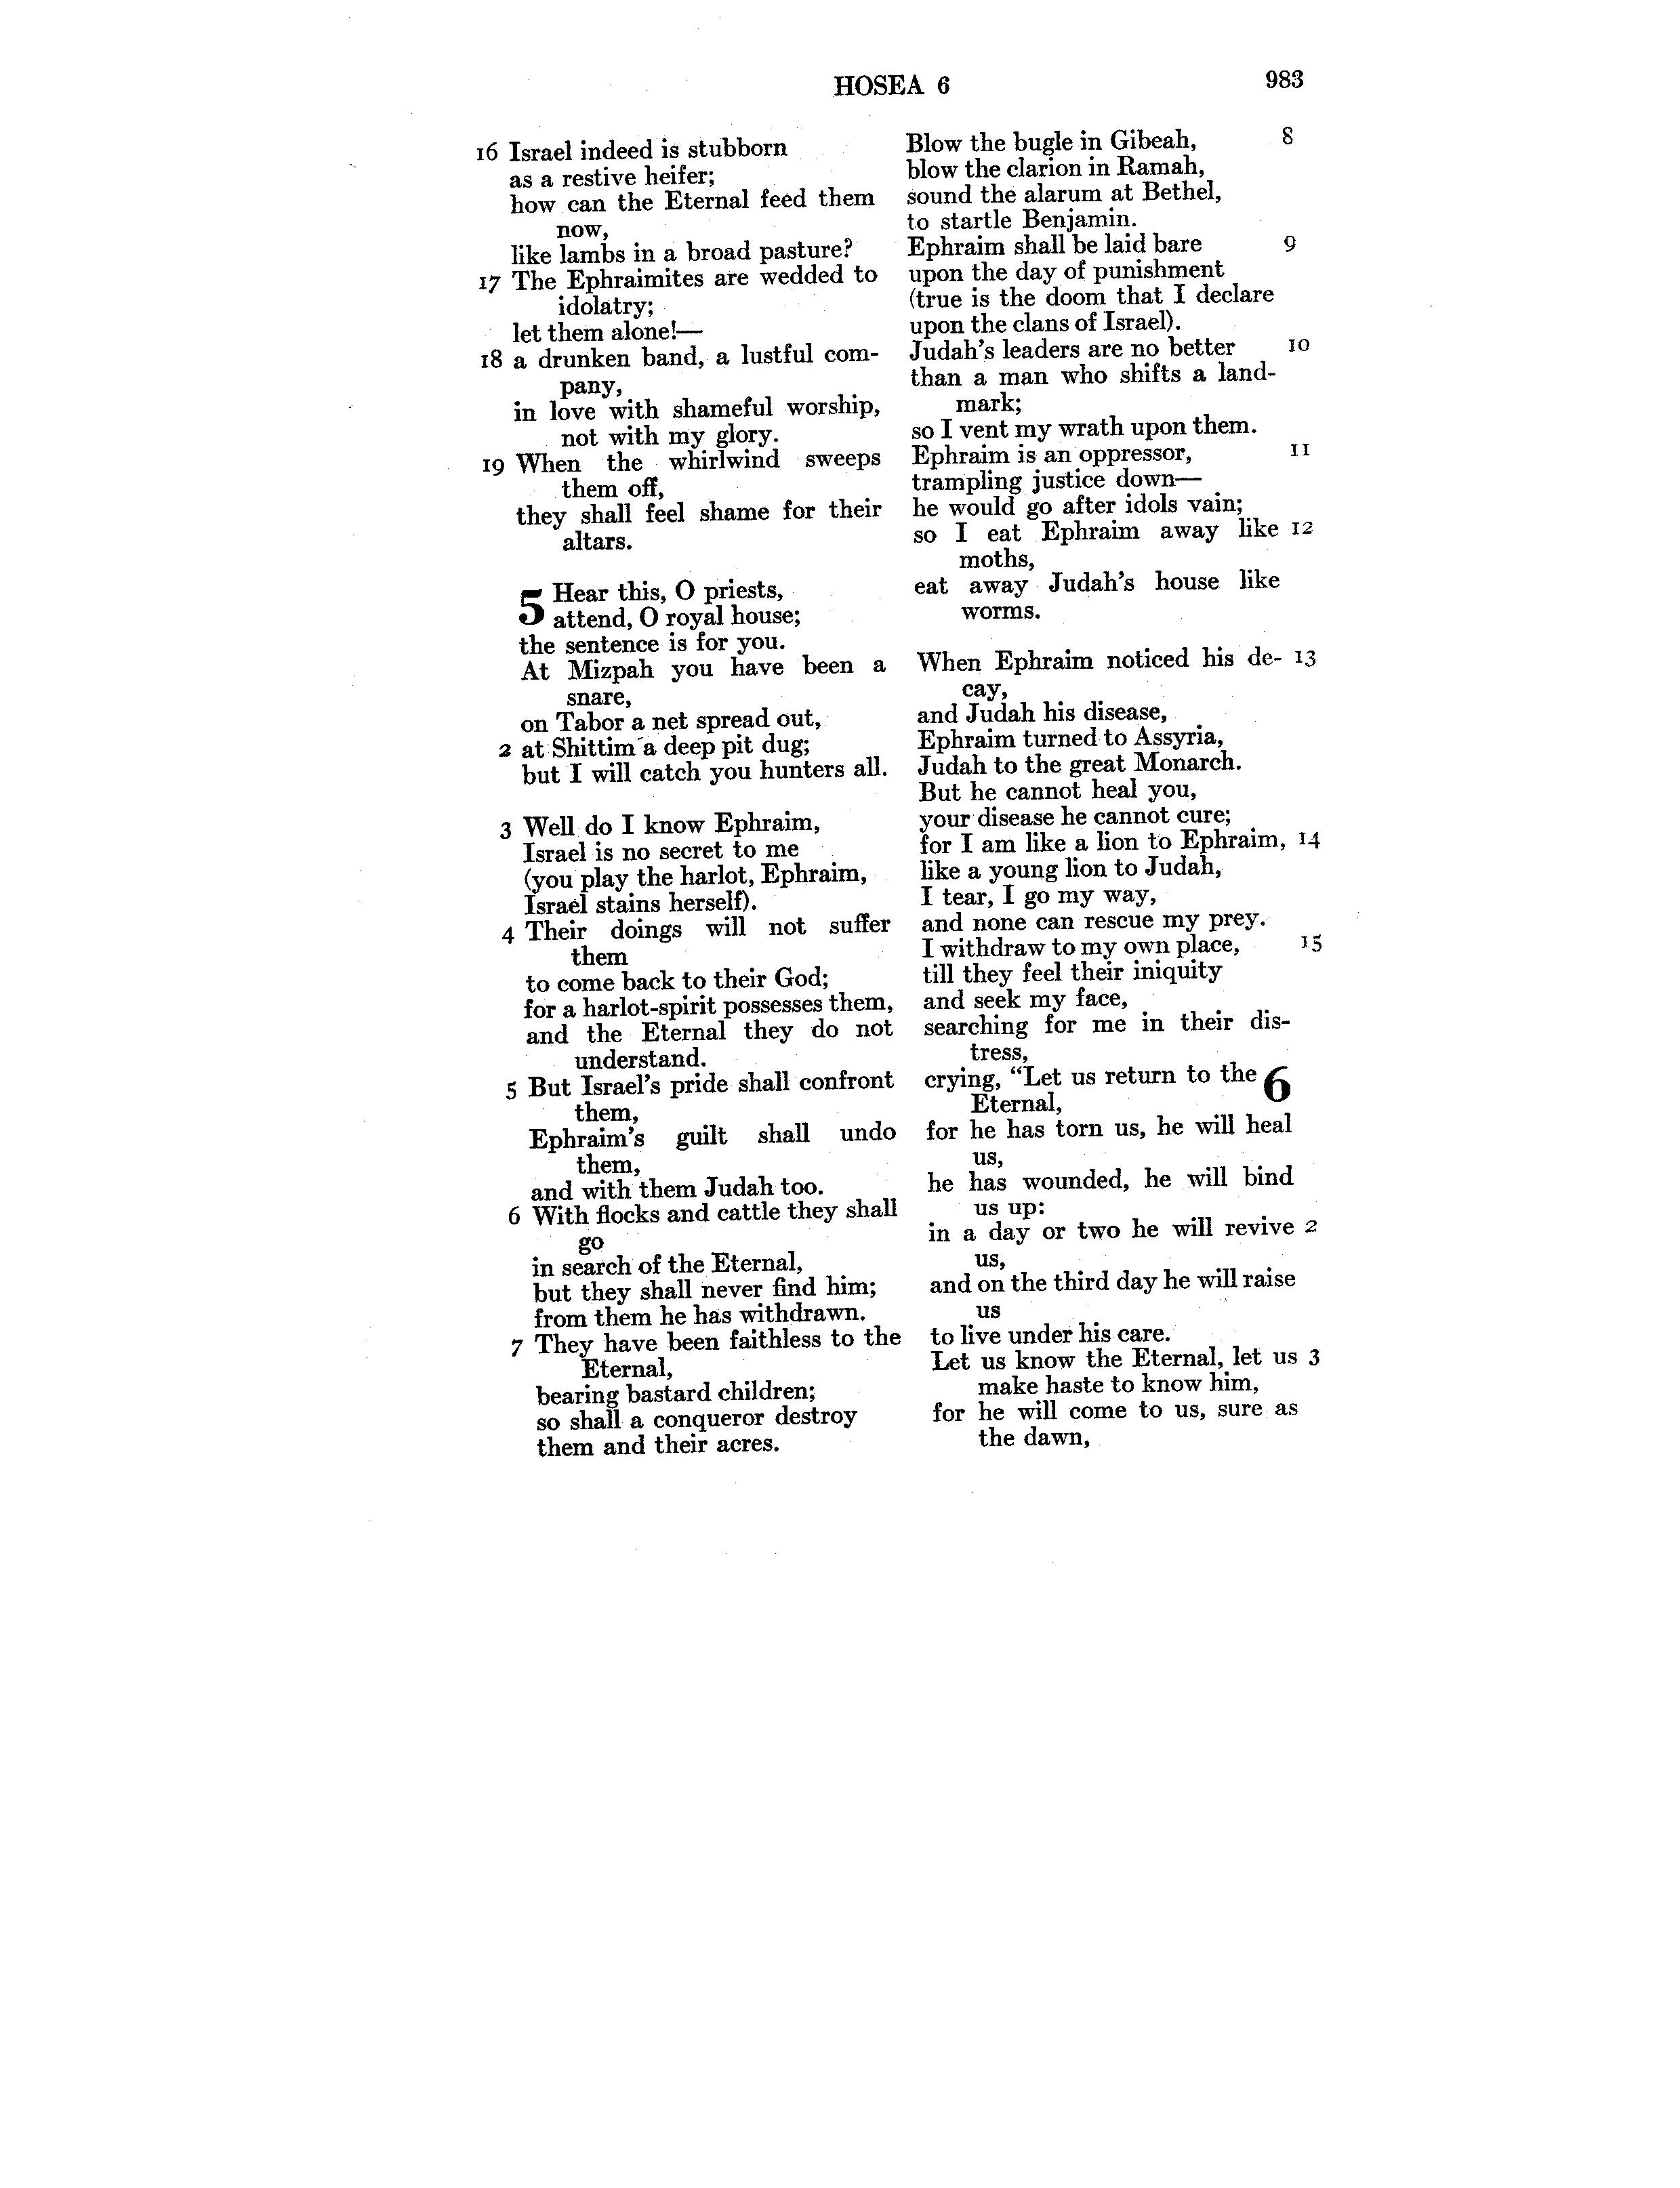 HOSEA 6 983
16 Israel indeed is stubborn
as a restive heifer;
how can the Eternal feed them
now,
like lambs in a broad pasture?
17 The Ephraimites are wedded to
idolatry;
let them alone!—
18 a drunken band, a lustful com-
pany,
in love with shameful worship,
not with my glory.
19 When the whirlwind sweeps
them off,
they shall feel shame for their
altars.
5 Hear this, O priests,
attend, O royal house;
the sentence is for you.
At Mizpah you have been a
snare,
on Tabor a net spread out,
2 at Shittim a deep pit dug;
but I will catch you hunters all.
3 Well do I know Ephraim,
Israel is no secret to me
(you play the harlot, Ephraim,
Israel stains herself).
4 Their doings will not suffer
them
to come back to their God;
for a harlot-spirit possesses them,
and the Eternal they do not
understand.
5 But Israel's pride shall confront
them,
Ephraim's guilt shall undo
them,
and with them Judah too.
6 With flocks and cattle they shall
go
in search of the Eternal,
but they shall never find him;
from them he has withdrawn.
7 They have been faithless to the
Eternal,
bearing bastard children;
so shall a conqueror destroy
them and their acres.
Blow the bugle in Gibeah, 8
blow the clarion in Ramah,
sound the alarum at Bethel,
to startle Benjamin.
Ephraim shall be laid bare 9
upon the day of punishment
(true is the doom that I declare
upon the clans of Israel).
Judah's leaders are no better 10
than a man who shifts a land-
mark;
so I vent my wrath upon them.
Ephraim is an oppressor, 11
trampling justice down—
he would go after idols vain;
so I eat Ephraim away like 12
moths,
eat away Judah's house like
worms.
When Ephraim noticed his de- 13
cay,
and Judah his disease,
Ephraim turned to Assyria,
Judah to the great Monarch.
But he cannot heal you,
your disease he cannot cure;
for I am like a lion to Ephraim, 14
like a young lion to Judah,
I tear, I go my way,
and none can rescue my prey.
I withdraw to my own place, 15
till they feel their iniquity
and seek my face,
searching for me in their dis-
tress,
crying, "Let us return to the 6
Eternal,
for he has torn us, he will heal
us,
he has wounded, he will bind
us up:
in a day or two he will revive 2
us,
and on the third day he will raise
us
to live under his care.
Let us know the Eternal, let us 3
make haste to know him,
for he will come to us, sure as
the dawn,